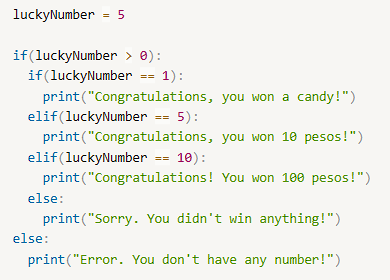 luckyNumber = 5

if(luckyNumber > 0):
  if(luckyNumber == 1):
    print("Congratulations, you won a candy!")
  elif(luckyNumber == 5):
    print("Congratulations, you won 10 pesos!")
  elif(luckyNumber == 10):
    print("Congratulations! You won 100 pesos!")
  else:
    print("Sorry. You didn't win anything!")
else:
  print("Error. You don't have any number!")